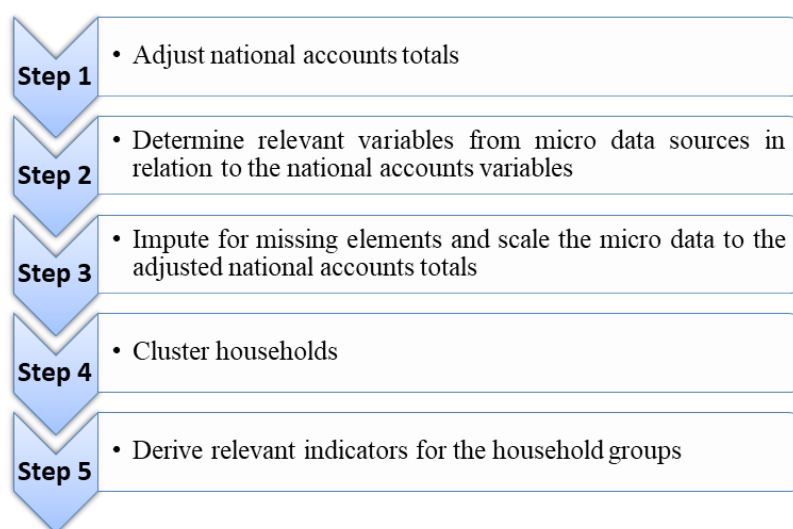 Step 1
• Adjust national accounts totals
Step 2
• Determine relevant variables from micro data sources in
relation to the national accounts variables
Step 3
• Impute for missing elements and scale the micro data to the
adjusted national accounts totals
Step 4
• Cluster households
Step 5
• Derive relevant indicators for the household groups